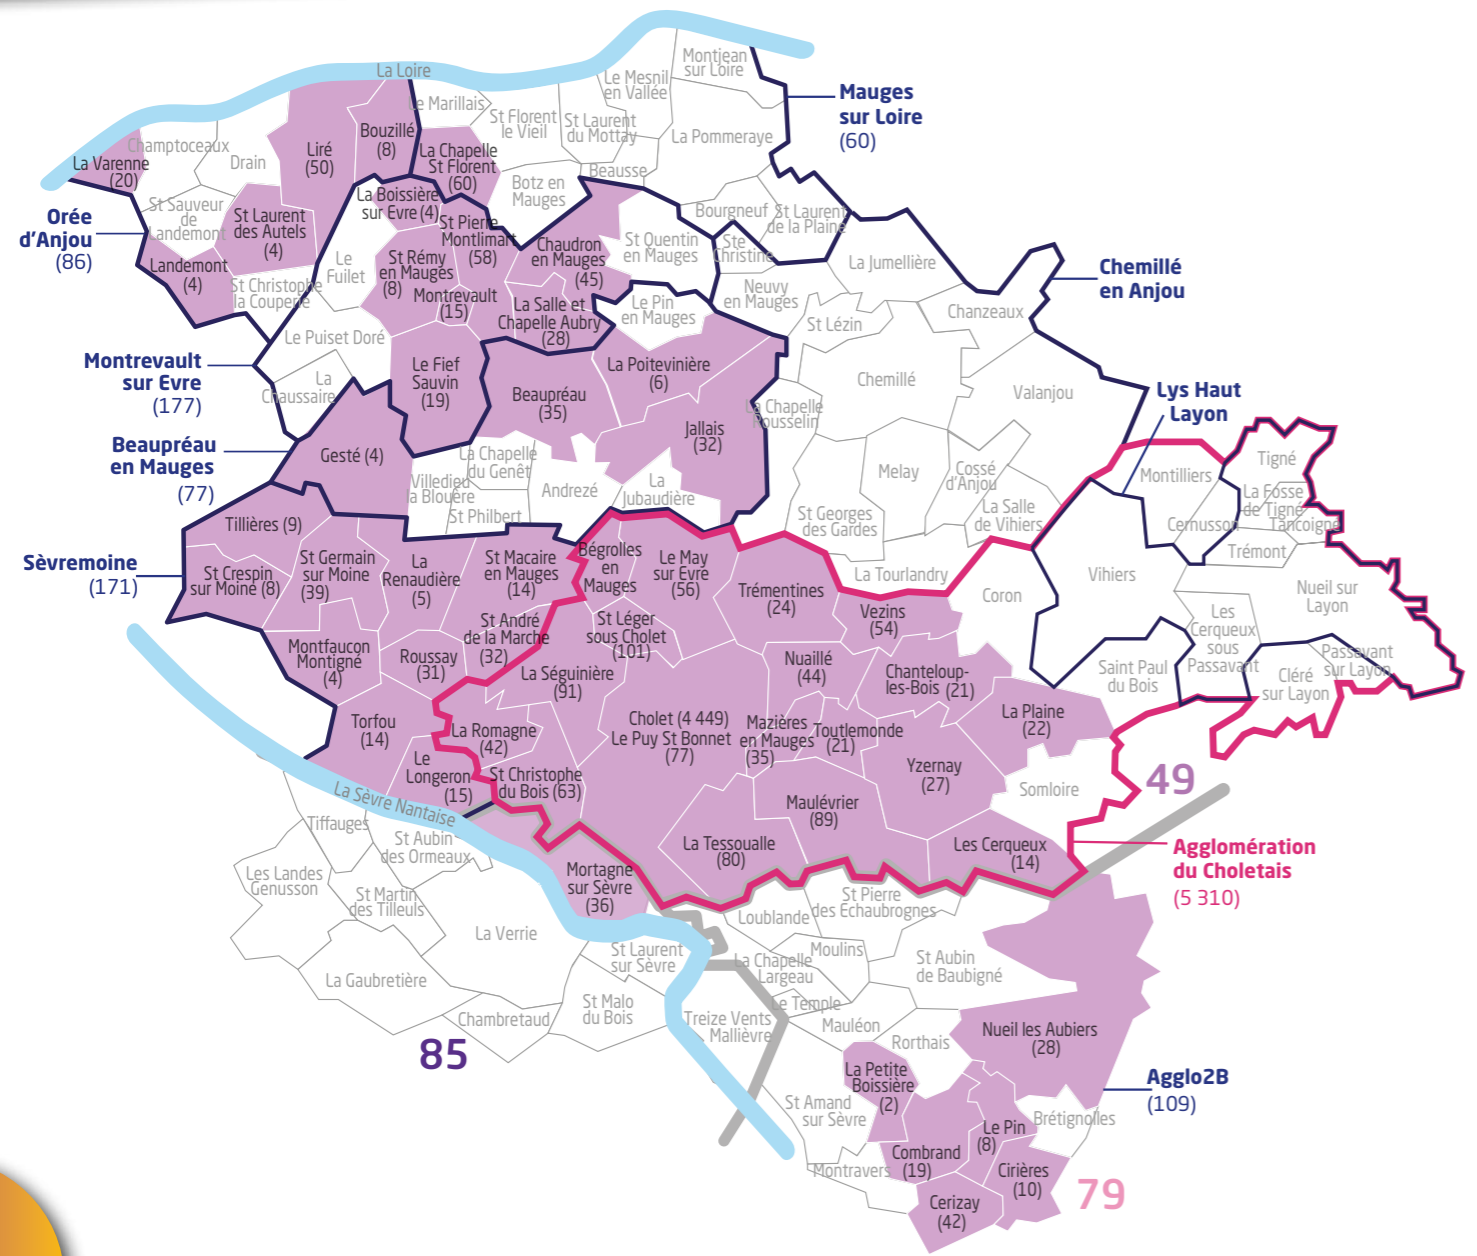 La Loire
Montjean
sur Loire
Le Mesnil
en Vallée
Mauges
sur Loire
(60)
Le Marillais
St Florent
le Vieil
St Laurent
du Mottay
La Pommeraye
Bouzillé
(8)
Liré
(50)
Champtoceaux
Drain
La Varenne
(20)
La Chapelle
St Florent
(60)
Botz en
Mauges
Beausse
Bourgneuf
St Laurent
de la Plaine
Orée
d'Anjou
(86)
St Sauveur
de
Landemont
St Laurent
des Autels
(4)
La Boissière
sur Evre (4)
St Pierre
Montlimart
(58)
Chaudron
en Mauges
(45)
St Quentin
en Mauges
Ste
Christine
La Jumellière
Landemont
(4)
St Christophe
la Couperie
Le
Fuilet
St Rémy
en Mauges
(8)
Montrevault
(15)
La Salle et
Chapelle Aubry
(28)
Le Pin
en Mauges
Neuvy
en Mauges
St Lézin
Chanzeaux
Chemillé
en Anjou
Le Puiset Doré
Montrevault
sur Evre
(177)
La
Chaussaire
Le Fief
Sauvin
(19)
Beaupréau
(35)
La Poitevinière
(6)
Jallais
(32)
La Chapelle
Rousselin
Chemillé
Valanjou
Lys Haut
Layon
Beaupréau
en Mauges
(77)
Gesté (4)
Villedieu
la Blouère
La Chapelle
du Genêt
St Philbert
Andrezé
La
Jubaudière
Melay
Cossé
d'Anjou
La Salle
de Vihiers
St Georges
des Gardes
Montilliers
Tigné
La Fosse
de Tigné
Cernusson
Tancoigné
Trémont
Sèvremoine
(171)
Tillières (9)
St Crespin
sur Moine (8)
St Germain
sur Moine
(39)
La
Renaudière
(5)
St Macaire
en Mauges
(14)
Bégrolles
en
Mauges
Le May
sur Evre
(56)
Trémentines
(24)
La Tourlandry
Vezins
(54)
Coron
Vihiers
Les
Cerqueux
sous
Passavant
Nueil sur
Layon
Montfaucon
Montigné
(4)
Roussay
(31)
St André
de la Marche
(32)
St Léger
sous Cholet
(101)
La Séguinière
(91)
Nuaillé
(44)
Chanteloup-
les-Bois (21)
Saint Paul
du Bois
Cléré
sur Layon
Passavant
sur Layon
Torfou
(14)
Le
Longeron
(15)
La Romagne
(42)
St Christophe
du Bois (63)
Cholet (4 449)
Le Puy St Bonnet
(77)
Mazières
en Mauges
(35)
Toutlemonde
(21)
Yzernay
(27)
La Plaine
(22)
Somloire
49
La Sèvre Nantaise
Maulévrier
(89)
La Tessoualle
(80)
Les Cerqueux
(14)
Agglomération
du Choletais
(5 310)
Tiffauges
St Aubin
des Ormeaux
Les Landes
Genusson
St Martin
des Tilleuls
Mortagne
sur Sèvre
(36)
La Verrie
La Gaubretière
St Laurent
sur Sèvre
Chambretaud
St Malo
du Bois
85
Loublande
St Pierre
des Echaubrognes
Moulins
La Chapelle
Largeau
St Aubin
de Baubigné
Le Temple
Treize Vents
Mallièvre
Mauléon
Rorthais
Nueil les Aubiers
(28)
La Petite
Boissière
(2)
St Amand
sur Sèvre
Agglo2B
(109)
Brétignolles
Le Pin
(8)
Combrand
(19)
Montravers
Cirières
(10)
Cerizay
(42)
79